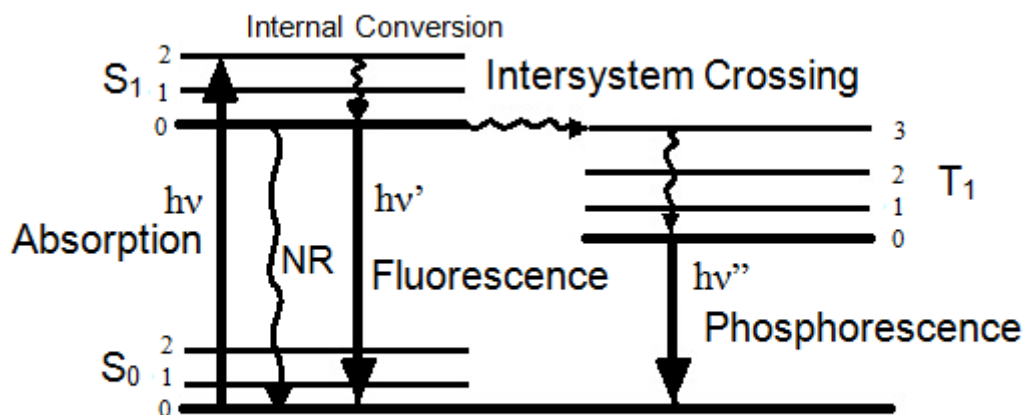 Internal Conversion
2
S1
1
0
Intersystem Crossing
3
2
T1
1
0
hν
Absorption
NR
hν’
Fluorescence
hν”
Phosphorescence
2
S0
1
0